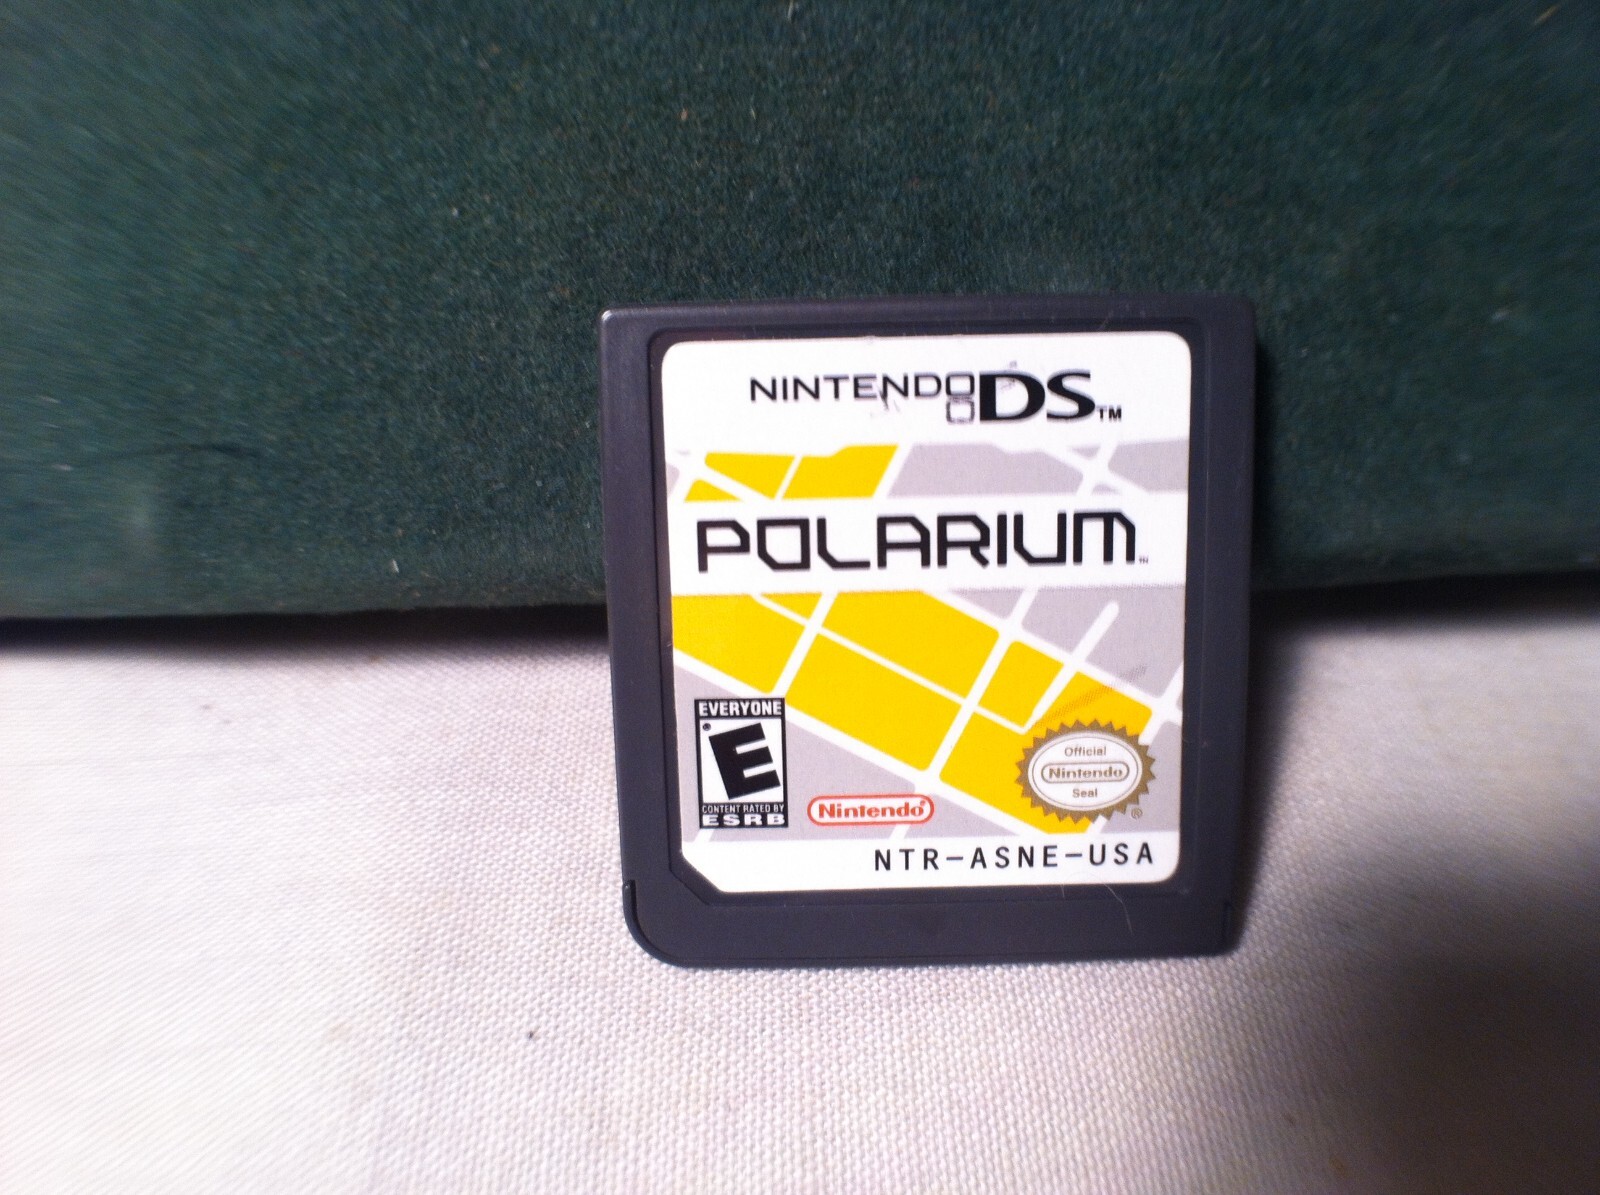 NINTENDO DS™
POLARIUM™
EVERYONE
E
CONTENT RATED BY
ESRB
Nintendo®
Official
Nintendo
Seal
®
NTR-ASNE-USA